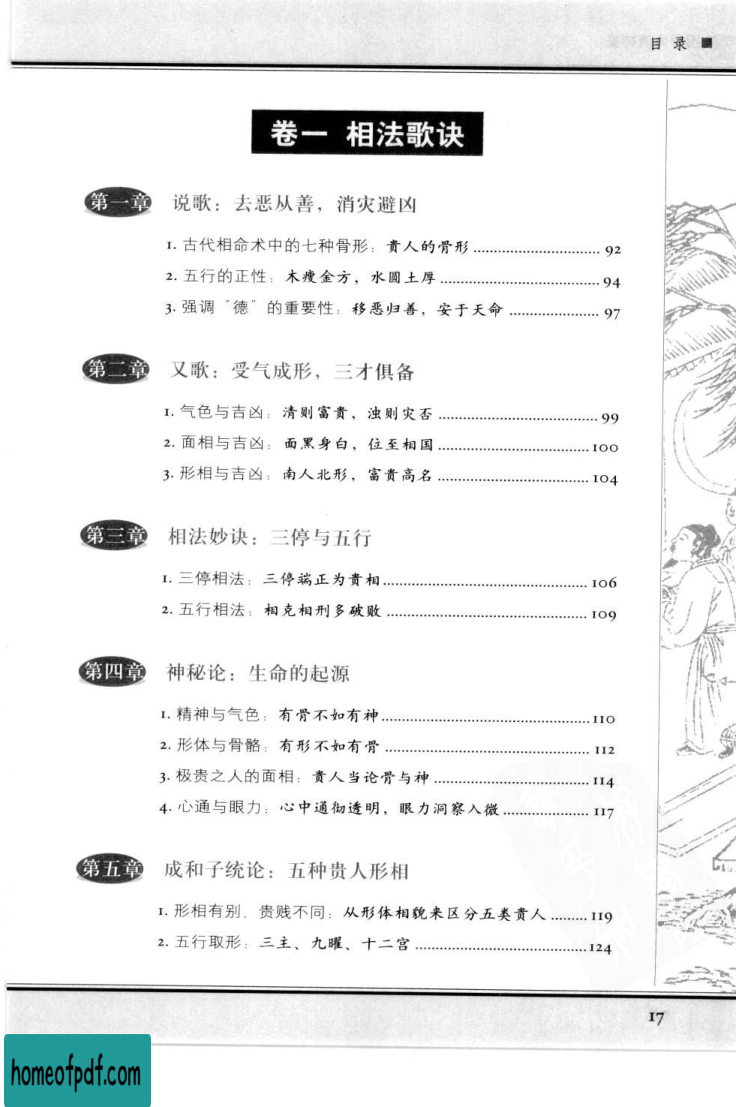 目录 ■
卷一 相法歌诀
第一章 说歌：去恶从善，消灾避凶
1. 古代相命术中的七种骨形：贵人的骨形 ........ 92
2. 五行的正性：木瘦金方，水圆土厚 ........ 94
3. 强调“德”的重要性：移恶归善，安于天命 ........ 97
第二章 又歌：受气成形，三才俱备
1. 气色与吉凶：清则富贵，浊则灾否 ........ 99
2. 面相与吉凶：面黑身白，位至相国 ........ 100
3. 形相与吉凶：南人北形，富贵高名 ........ 104
第三章 相法妙诀：三停与五行
1. 三停相法：三停端正为贵相 ........ 106
2. 五行相法：相克相刑多破败 ........ 109
第四章 神秘论：生命的起源
1. 精神与气色：有骨不如有神 ........ 110
2. 形体与骨骼：有形不如有骨 ........ 112
3. 极贵之人的面相：贵人当论骨与神 ........ 114
4. 心通与眼力：心中通彻透明，眼力洞察入微 ........ 117
第五章 成和子统论：五种贵人形相
1. 形相有别，贵贱不同：从形体相貌来区分五类贵人 ........ 119
2. 五行取形：三主、九曜、十二宫 ........ 124
17
homeofpdf.com